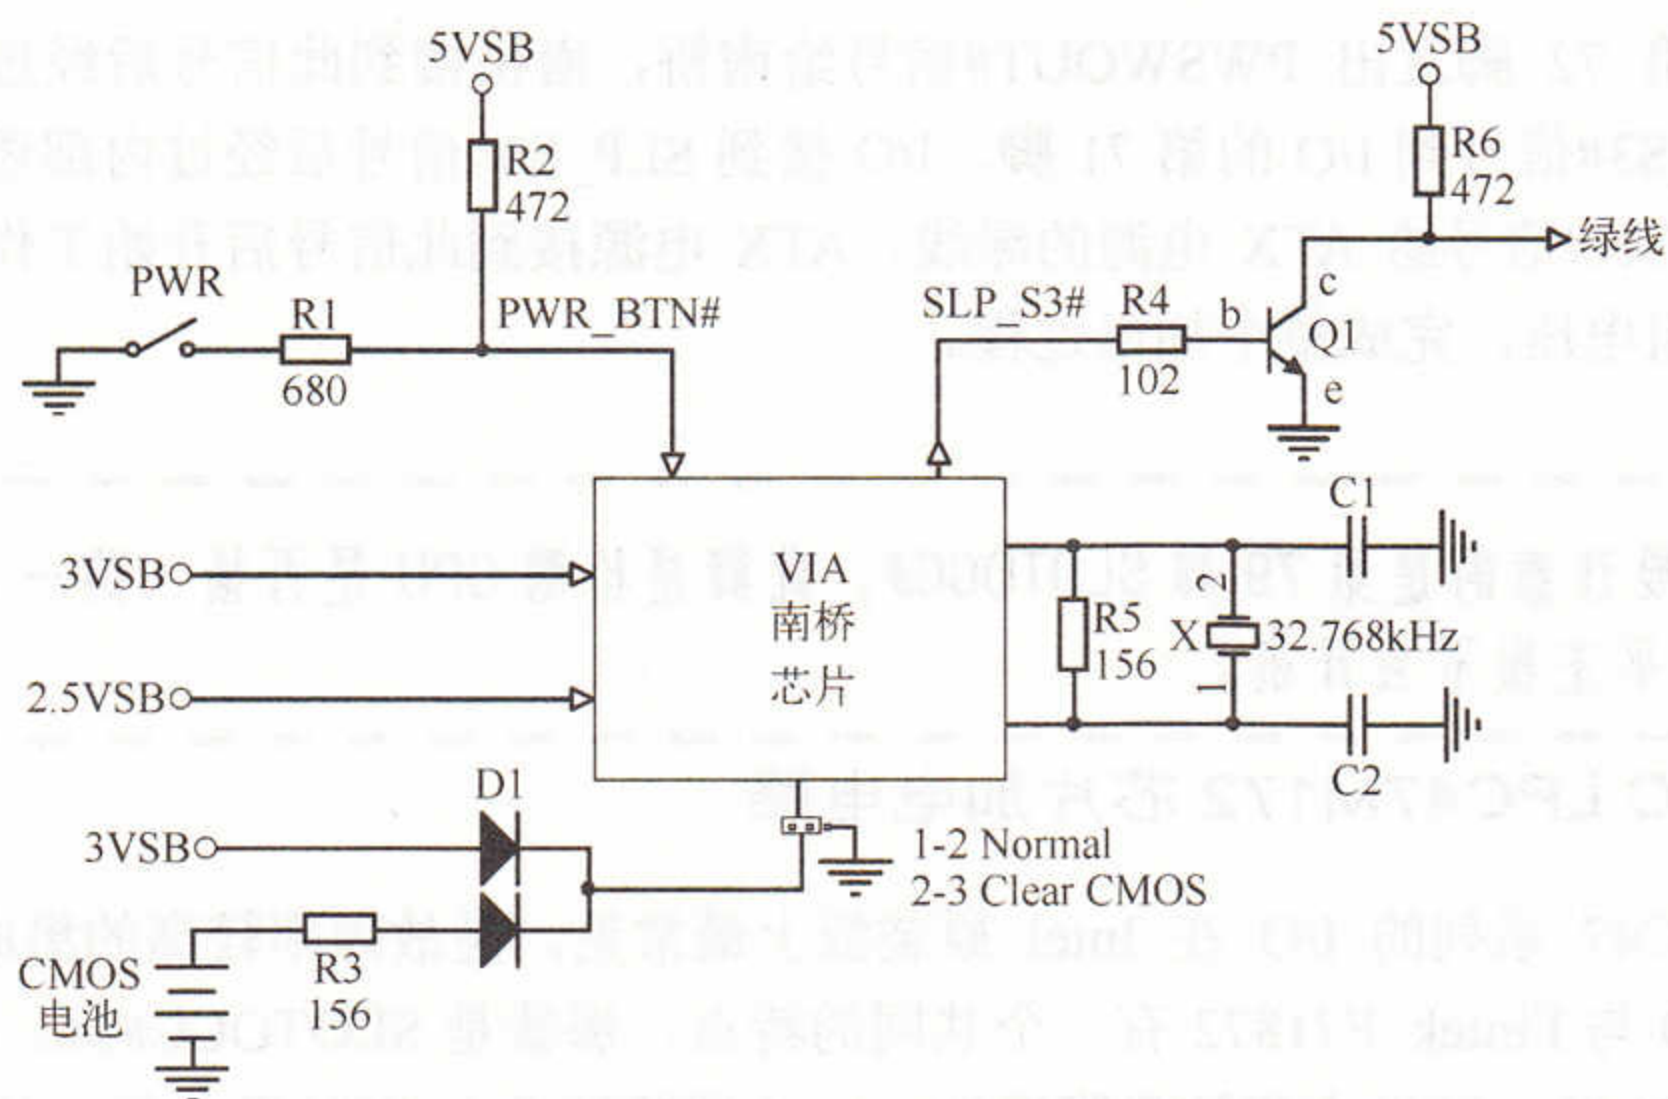 5VSB
R2
472
PWR
R1
680
PWR_BTN#
5VSB
R6
472
绿线
SLP_S3#
R4
102
b
c
Q1
e
3VSB
2.5VSB
VIA
南桥
芯片
C1
R5
156
X
2
1
32.768kHz
C2
D1
3VSB
1-2 Normal
2-3 Clear CMOS
R3
156
CMOS
电池